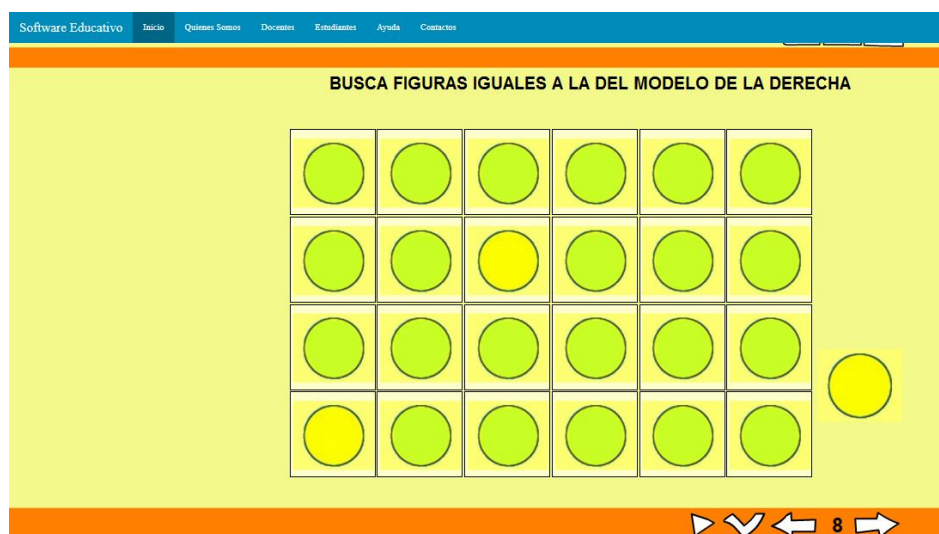 Software Educativo Inicio Quienes Somos Docentes Estudiantes Ayuda Contactos
BUSCA FIGURAS IGUALES A LA DEL MODELO DE LA DERECHA
8